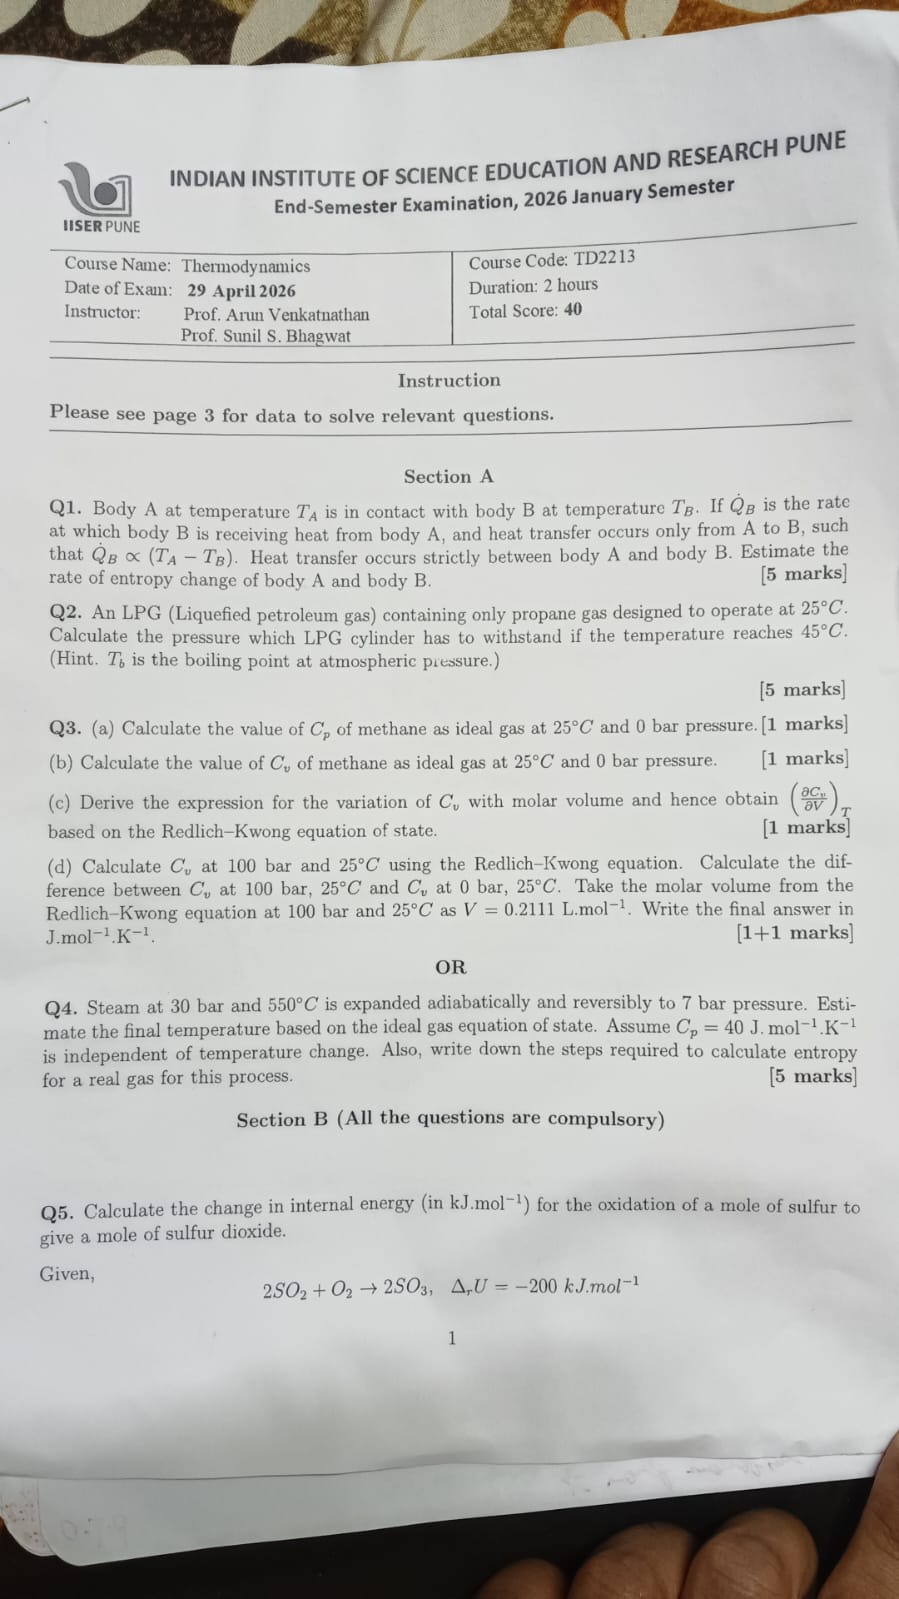 INDIAN INSTITUTE OF SCIENCE EDUCATION AND RESEARCH PUNE
End-Semester Examination, 2026 January Semester
IISER PUNE
Course Name: Thermodynamics
Date of Exam: 29 April 2026
Instructor: Prof. Arun Venkatnathan
Prof. Sunil S. Bhagwat
Course Code: TD2213
Duration: 2 hours
Total Score: 40
Instruction
Please see page 3 for data to solve relevant questions.
Section A
Q1. Body A at temperature T_A is in contact with body B at temperature T_B. If Q̇_B is the rate
at which body B is receiving heat from body A, and heat transfer occurs only from A to B, such
that Q̇_B ∝ (T_A − T_B). Heat transfer occurs strictly between body A and body B. Estimate the
rate of entropy change of body A and body B. [5 marks]
Q2. An LPG (Liquefied petroleum gas) containing only propane gas designed to operate at 25°C.
Calculate the pressure which LPG cylinder has to withstand if the temperature reaches 45°C.
(Hint. T_b is the boiling point at atmospheric pressure.)
[5 marks]
Q3. (a) Calculate the value of C_p of methane as ideal gas at 25°C and 0 bar pressure. [1 marks]
(b) Calculate the value of C_v of methane as ideal gas at 25°C and 0 bar pressure. [1 marks]
(c) Derive the expression for the variation of C_v with molar volume and hence obtain (∂C_v/∂V)_T
based on the Redlich–Kwong equation of state. [1 marks]
(d) Calculate C_v at 100 bar and 25°C using the Redlich–Kwong equation. Calculate the dif-
ference between C_v at 100 bar, 25°C and C_v at 0 bar, 25°C. Take the molar volume from the
Redlich–Kwong equation at 100 bar and 25°C as V = 0.2111 L.mol⁻¹. Write the final answer in
J.mol⁻¹.K⁻¹. [1+1 marks]
OR
Q4. Steam at 30 bar and 550°C is expanded adiabatically and reversibly to 7 bar pressure. Esti-
mate the final temperature based on the ideal gas equation of state. Assume C_p = 40 J. mol⁻¹.K⁻¹
is independent of temperature change. Also, write down the steps required to calculate entropy
for a real gas for this process. [5 marks]
Section B (All the questions are compulsory)
Q5. Calculate the change in internal energy (in kJ.mol⁻¹) for the oxidation of a mole of sulfur to
give a mole of sulfur dioxide.
Given,
2SO₂ + O₂ → 2SO₃, Δ_rU = −200 kJ.mol⁻¹
1